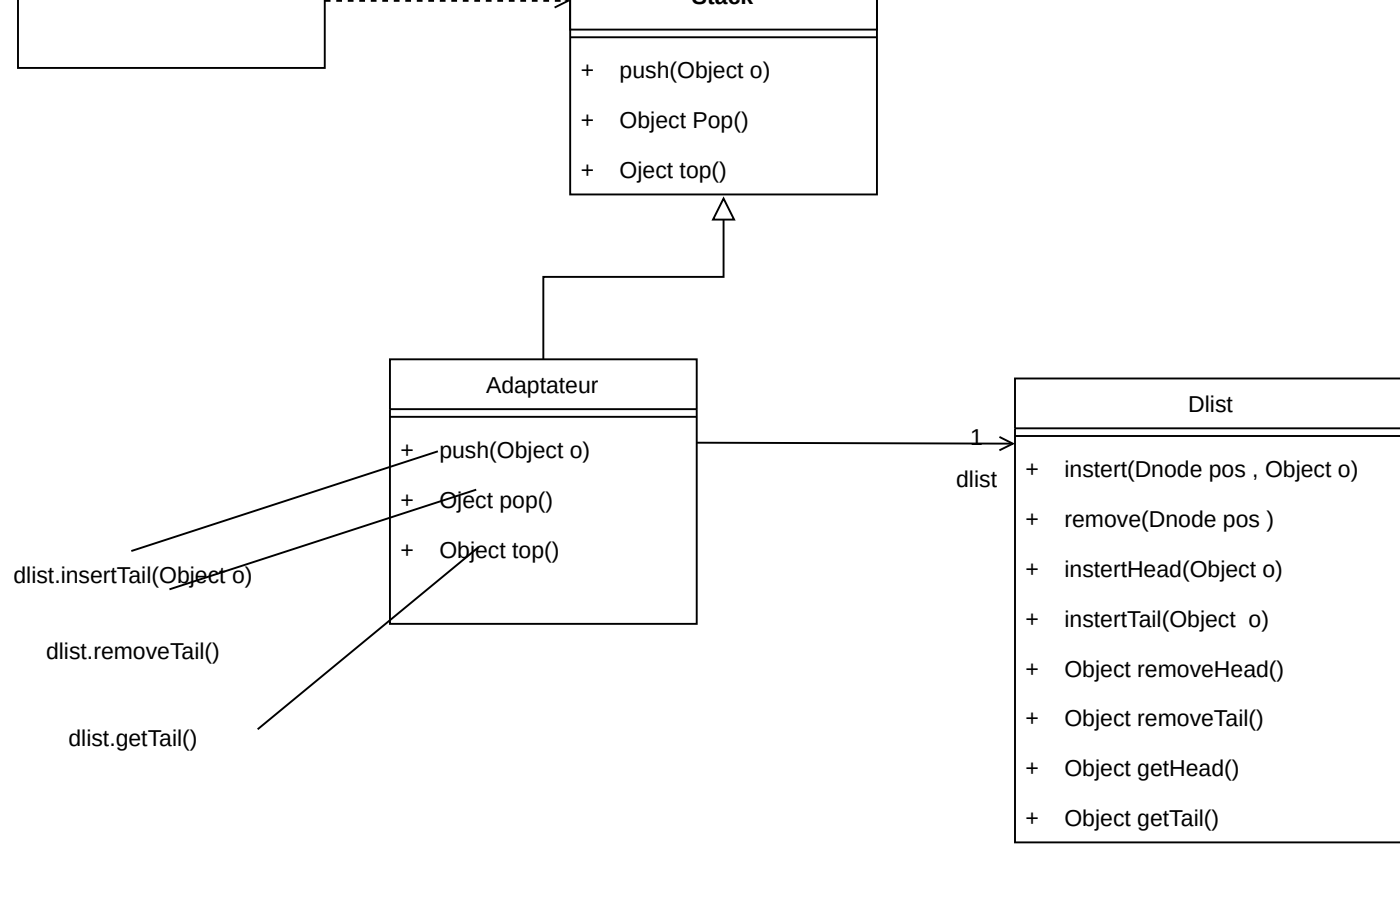 Stack
+ push(Object o)
+ Object Pop()
+ Oject top()
Adaptateur
+ push(Object o)
+ Oject pop()
+ Object top()
dlist.insertTail(Object o)
dlist.removeTail()
dlist.getTail()
1
dlist
Dlist
+ instert(Dnode pos , Object o)
+ remove(Dnode pos )
+ instertHead(Object o)
+ instertTail(Object  o)
+ Object removeHead()
+ Object removeTail()
+ Object getHead()
+ Object getTail()